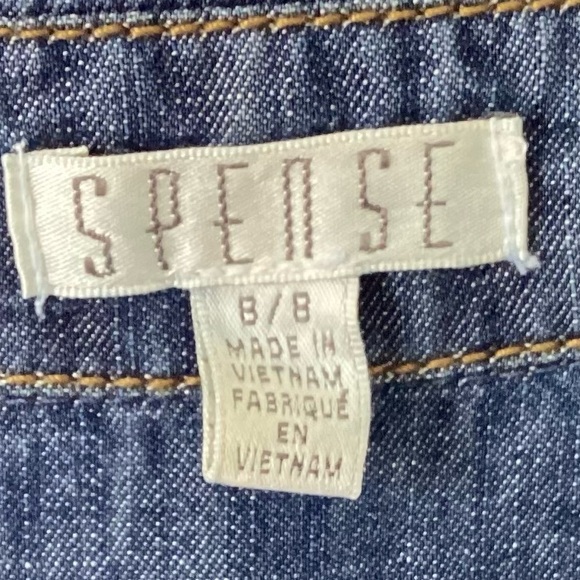 SPENSE
8/8
MADE IN
VIETNAM
FABRIQUÉ
EN
VIETNAM